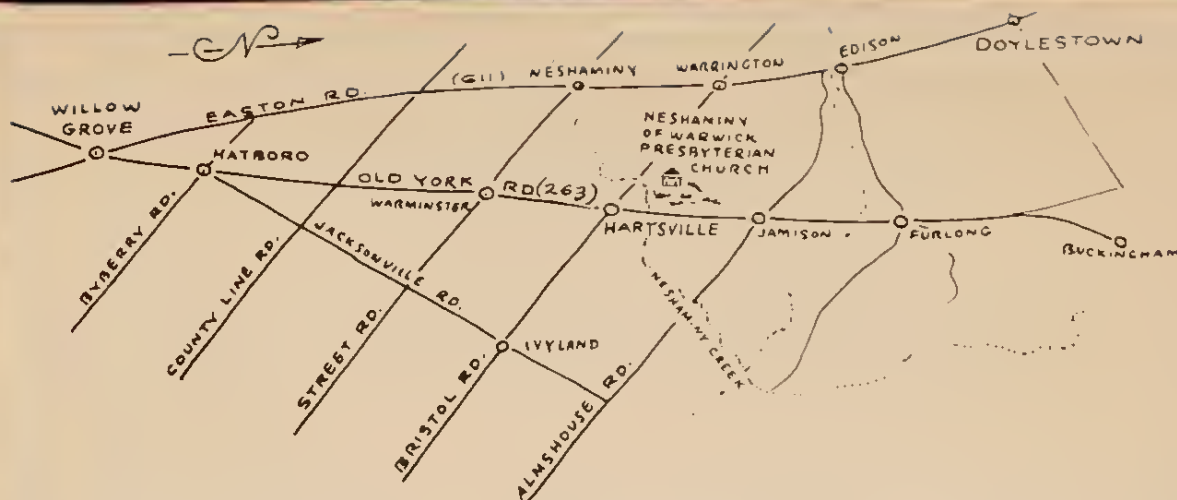 N
DOYLESTOWN
EDISON
(611) NESHAMINY
WARRINGTON
EASTON RD.
WILLOW
GROVE
NESHAMINY
OF WARWICK
PRESBYTERIAN
CHURCH
HATBORO
OLD YORK RD (263)
WARMINSTER
HARTSVILLE
JAMISON
FURLONG
BUCKINGHAM
BYBERRY RD.
COUNTY LINE RD.
JACKSONVILLE RD.
STREET RD.
NESHAMINY CREEK
IVYLAND
BRISTOL RD.
ALMSHOUSE RD.